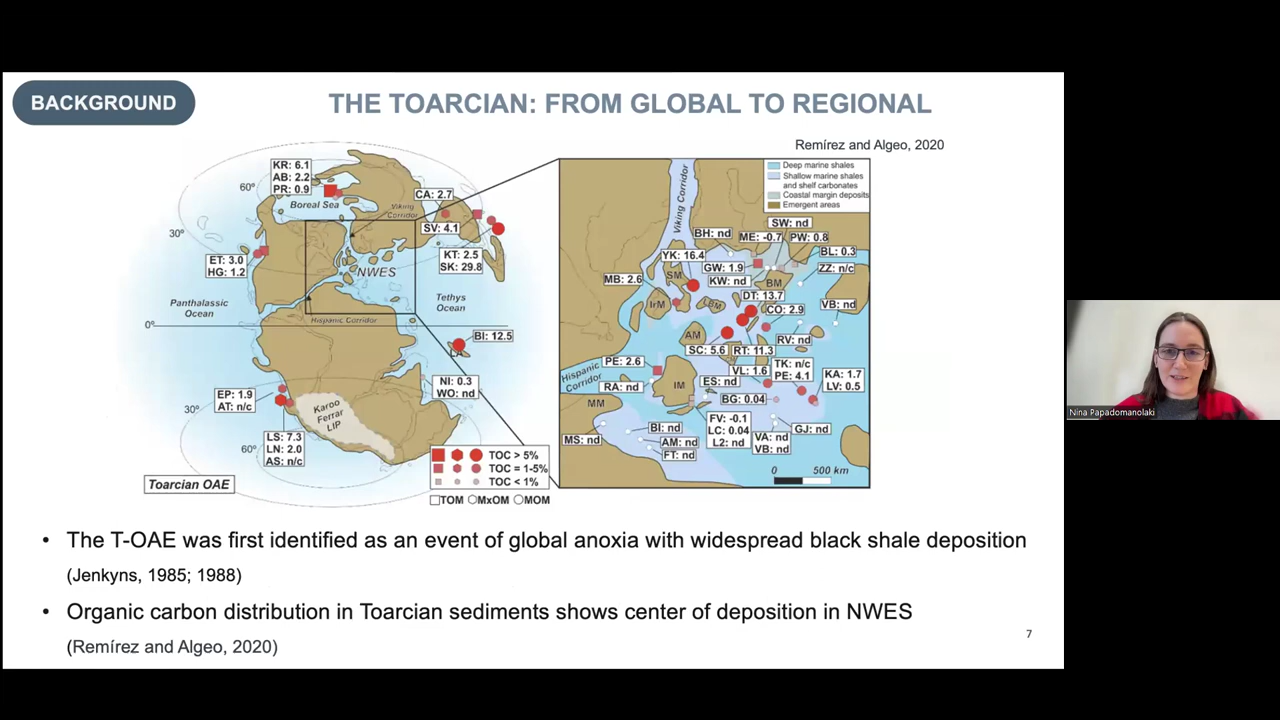 BACKGROUND
THE TOARCIAN: FROM GLOBAL TO REGIONAL
Remírez and Algeo, 2020
KR: 6.1
AB: 2.2
PR: 0.9
60º
Boreal Sea
Viking
Corridor
CA: 2.7
SV: 4.1
30º
ET: 3.0
HG: 1.2
KT: 2.5
SK: 29.8
NWES
Panthalassic
Ocean
Tethys
Ocean
0º
Hispanic Corridor
BI: 12.5
EP: 1.9
AT: n/c
NI: 0.3
WO: nd
30º
Karoo
Ferrar
LIP
LS: 7.3
LN: 2.0
AS: n/c
60º
Toarcian OAE
TOC > 5%
TOC = 1-5%
TOC < 1%
TOM MxOM MOM
Deep marine shales
Shallow marine shales
and shelf carbonates
Coastal margin deposits
Emergent areas
Viking Corridor
SW: nd
BH: nd
ME: -0.7
PW: 0.8
YK: 16.4
BL: 0.3
GW: 1.9
ZZ: n/c
MB: 2.6
SM
KW: nd
BM
IrM
LBM
DT: 13.7
VB: nd
CO: 2.9
AM
RV: nd
SC: 5.6
RT: 11.3
PE: 2.6
TK: n/c
PE: 4.1
VL: 1.6
KA: 1.7
LV: 0.5
Hispanic
Corridor
RA: nd
IM
ES: nd
BG: 0.04
MM
FV: -0.1
LC: 0.04
L2: nd
BI: nd
GJ: nd
MS: nd
AM: nd
VA: nd
VB: nd
FT: nd
0 500 km
• The T-OAE was first identified as an event of global anoxia with widespread black shale deposition
(Jenkyns, 1985; 1988)
• Organic carbon distribution in Toarcian sediments shows center of deposition in NWES
(Remírez and Algeo, 2020)
7
Nina Papadomanolaki